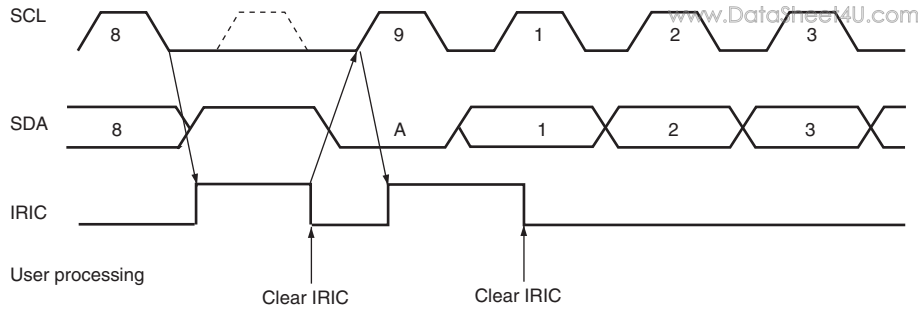 www.DataSheet4U.com
SCL 8 9 1 2 3
SDA 8 A 1 2 3
IRIC
User processing
Clear IRIC Clear IRIC